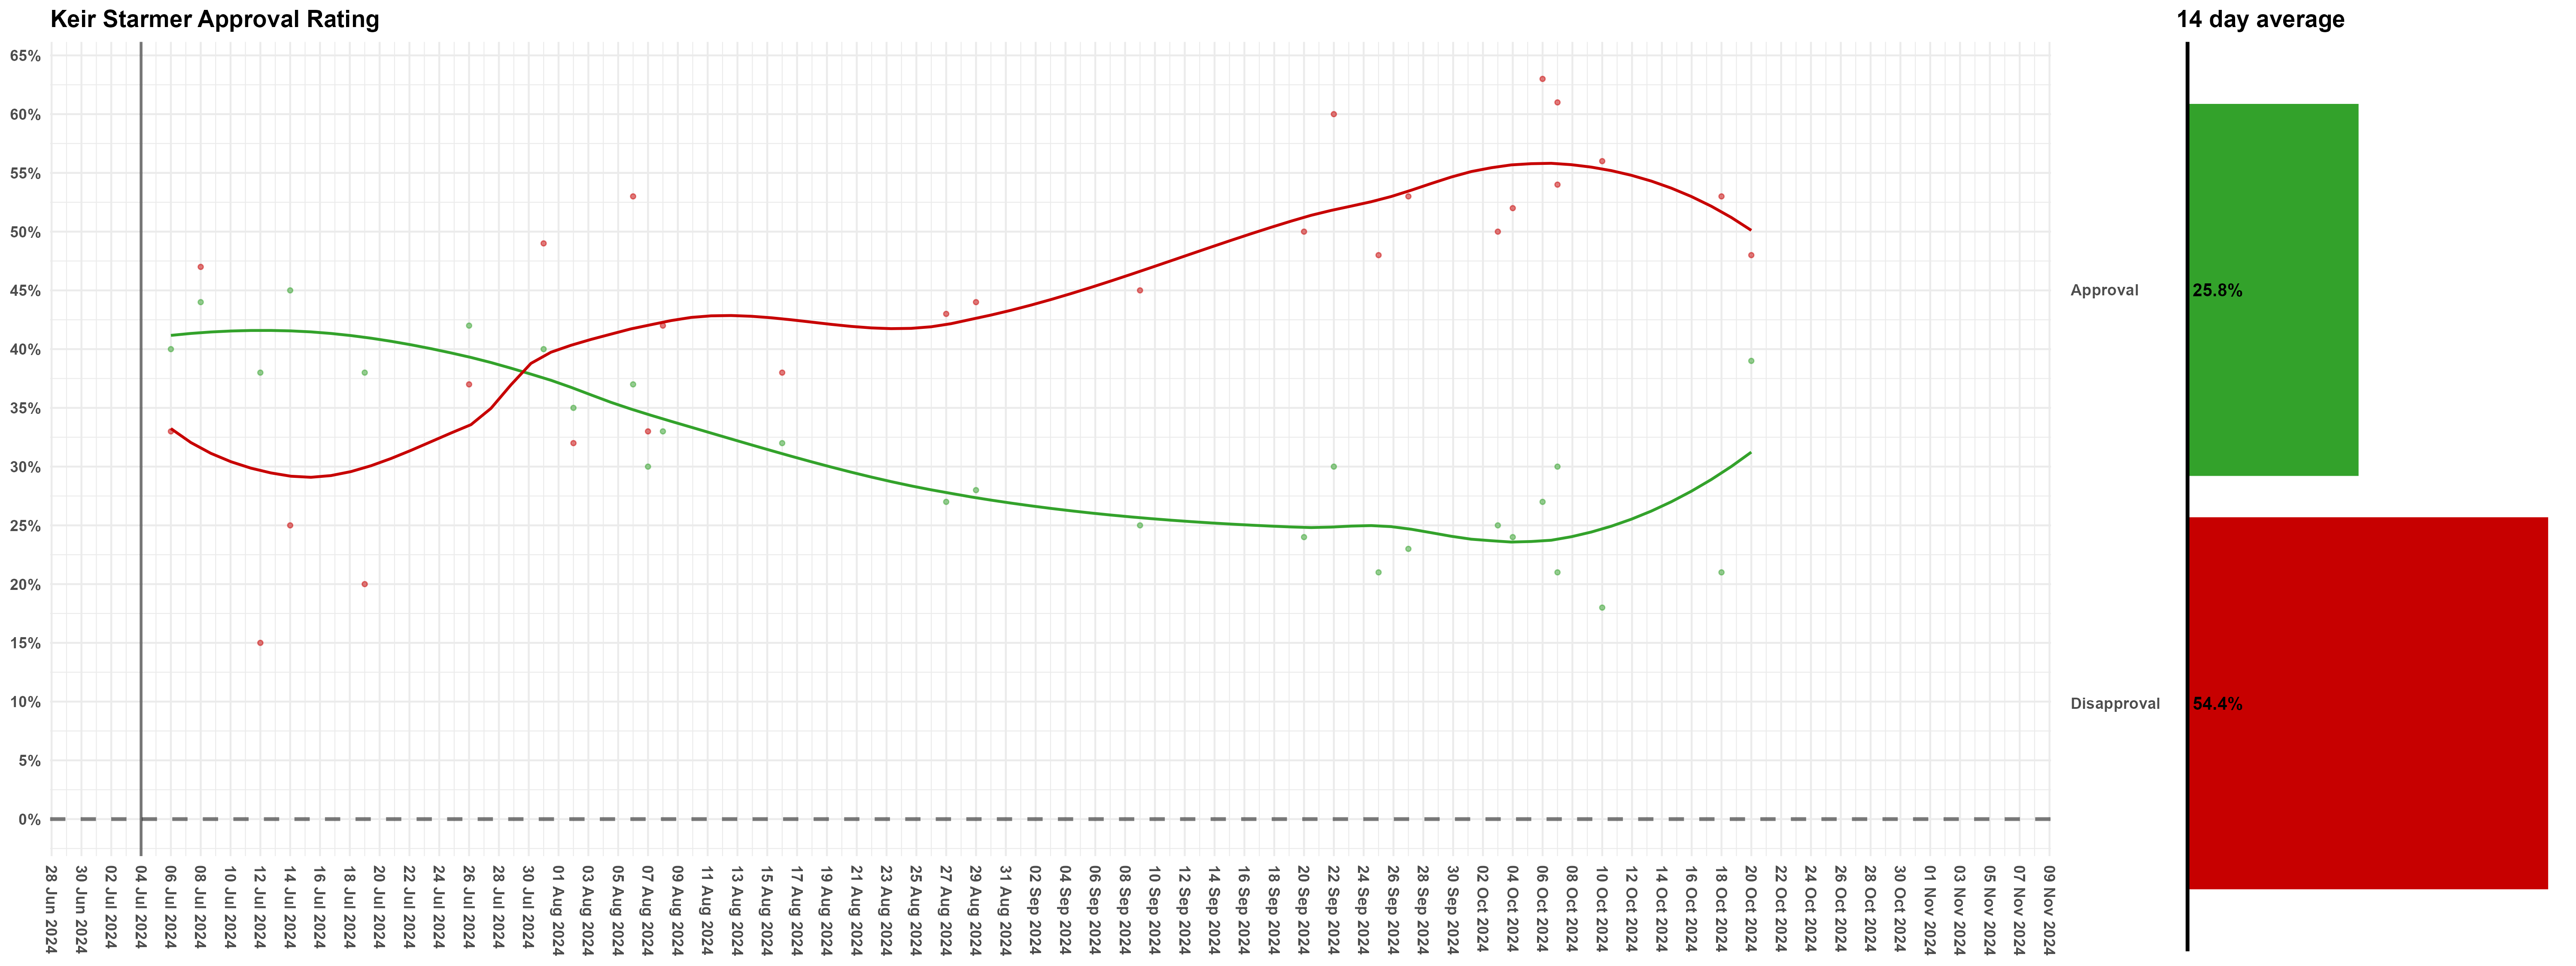 Keir Starmer Approval Rating
65%
60%
55%
50%
45%
40%
35%
30%
25%
20%
15%
10%
5%
0%
28 Jun 2024
30 Jun 2024
02 Jul 2024
04 Jul 2024
06 Jul 2024
08 Jul 2024
10 Jul 2024
12 Jul 2024
14 Jul 2024
16 Jul 2024
18 Jul 2024
20 Jul 2024
22 Jul 2024
24 Jul 2024
26 Jul 2024
28 Jul 2024
30 Jul 2024
01 Aug 2024
03 Aug 2024
05 Aug 2024
07 Aug 2024
09 Aug 2024
11 Aug 2024
13 Aug 2024
15 Aug 2024
17 Aug 2024
19 Aug 2024
21 Aug 2024
23 Aug 2024
25 Aug 2024
27 Aug 2024
29 Aug 2024
31 Aug 2024
02 Sep 2024
04 Sep 2024
06 Sep 2024
08 Sep 2024
10 Sep 2024
12 Sep 2024
14 Sep 2024
16 Sep 2024
18 Sep 2024
20 Sep 2024
22 Sep 2024
24 Sep 2024
26 Sep 2024
28 Sep 2024
30 Sep 2024
02 Oct 2024
04 Oct 2024
06 Oct 2024
08 Oct 2024
10 Oct 2024
12 Oct 2024
14 Oct 2024
16 Oct 2024
18 Oct 2024
20 Oct 2024
22 Oct 2024
24 Oct 2024
26 Oct 2024
28 Oct 2024
30 Oct 2024
01 Nov 2024
03 Nov 2024
05 Nov 2024
07 Nov 2024
09 Nov 2024
14 day average
Approval
25.8%
Disapproval
54.4%